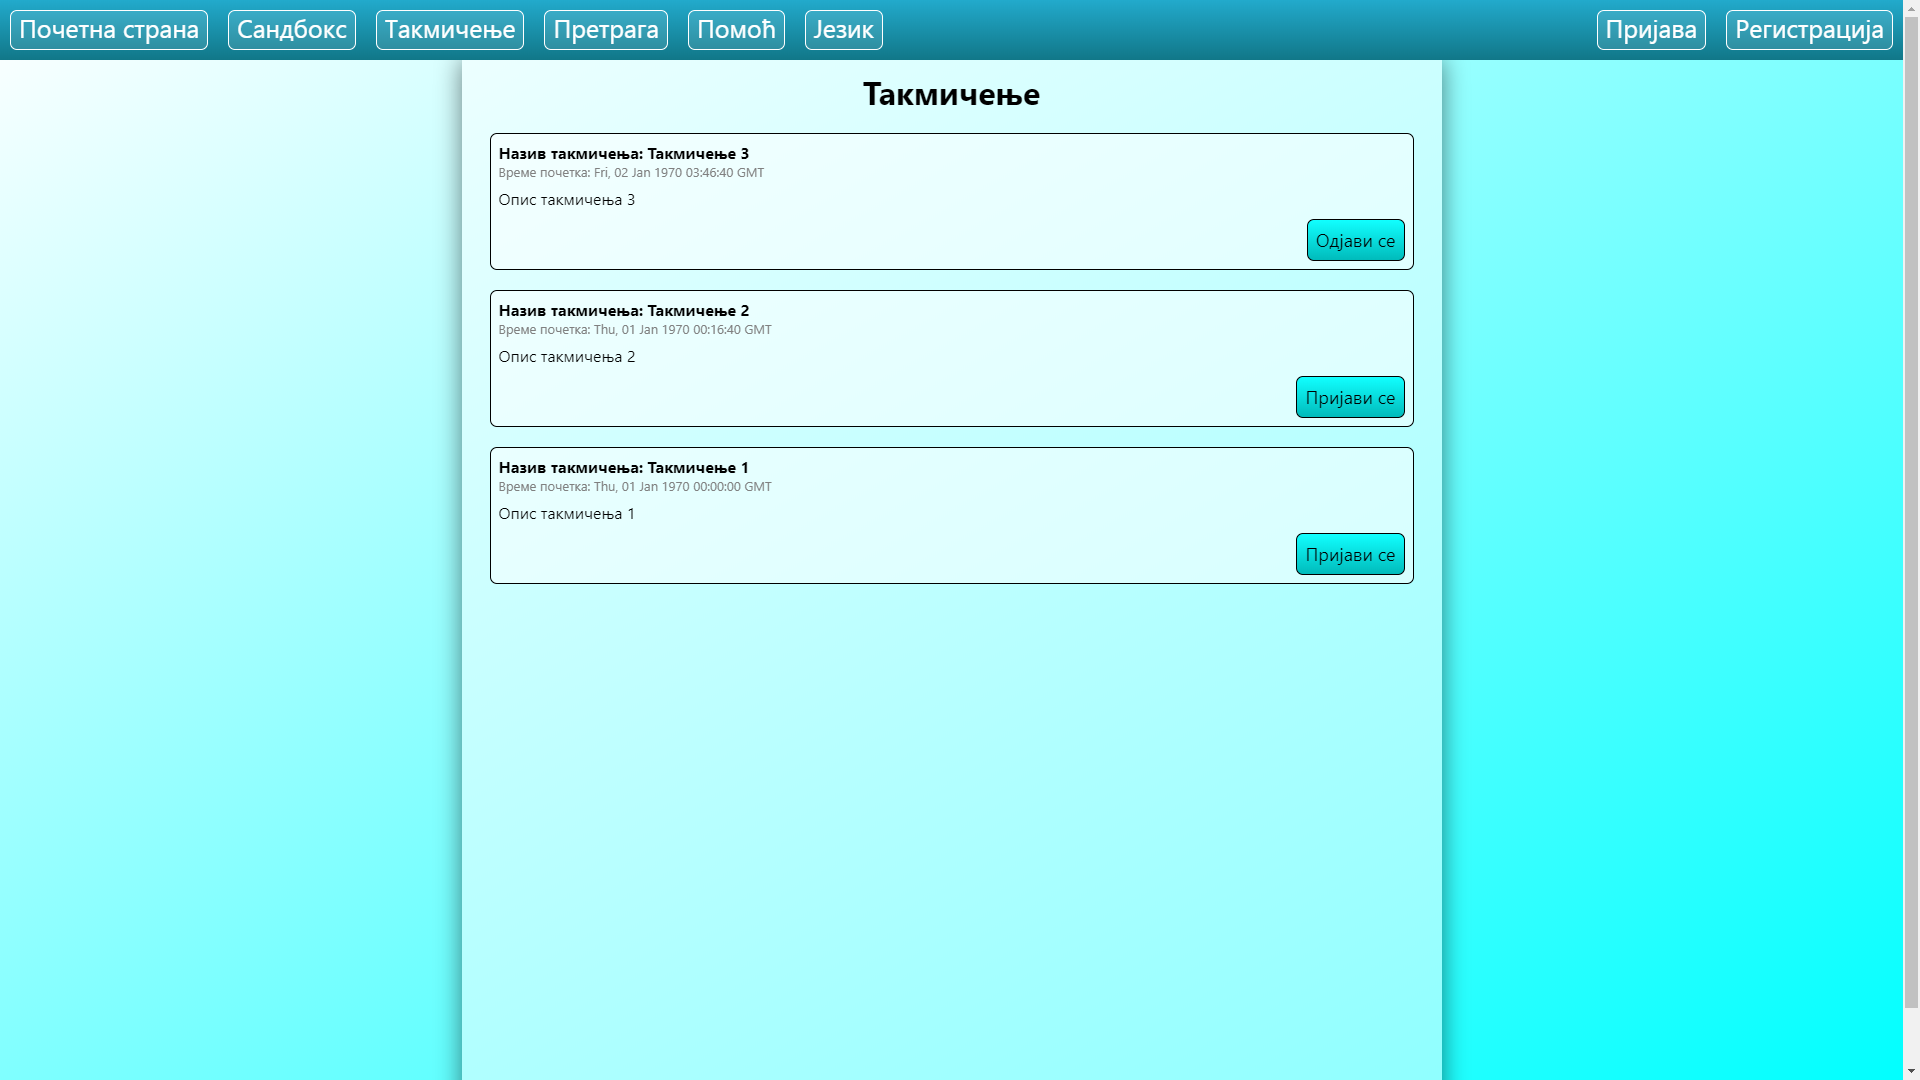 Почетна страна Сандбокс Такмичење Претрага Помоћ Језик Пријава Регистрација
Такмичење
Назив такмичења: Такмичење 3
Време почетка: Fri, 02 Jan 1970 03:46:40 GMT
Опис такмичења 3
Одјави се
Назив такмичења: Такмичење 2
Време почетка: Thu, 01 Jan 1970 00:16:40 GMT
Опис такмичења 2
Пријави се
Назив такмичења: Такмичење 1
Време почетка: Thu, 01 Jan 1970 00:00:00 GMT
Опис такмичења 1
Пријави се